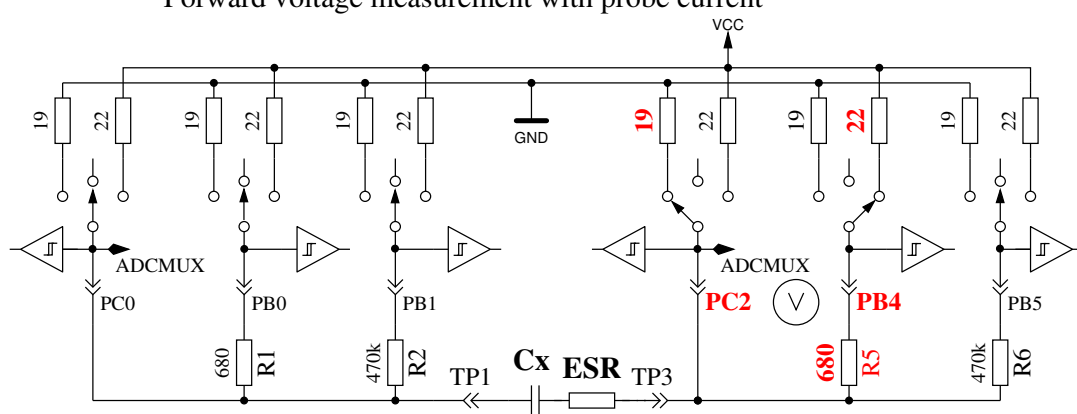 Forward voltage measurement with probe current
VCC
19 22 19 22 19 22 GND 19 22 19 22 19 22
ADCMUX ADCMUX
PC0 PB0 PB1 PC2 V PB4 PB5
680 R1 470k R2 680 R5 470k R6
TP1 Cx ESR TP3